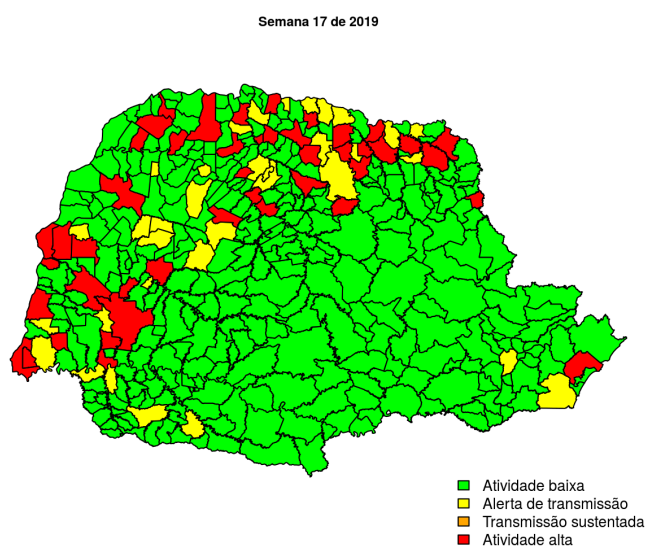 Semana 17 de 2019
Atividade baixa
Alerta de transmissão
Transmissão sustentada
Atividade alta